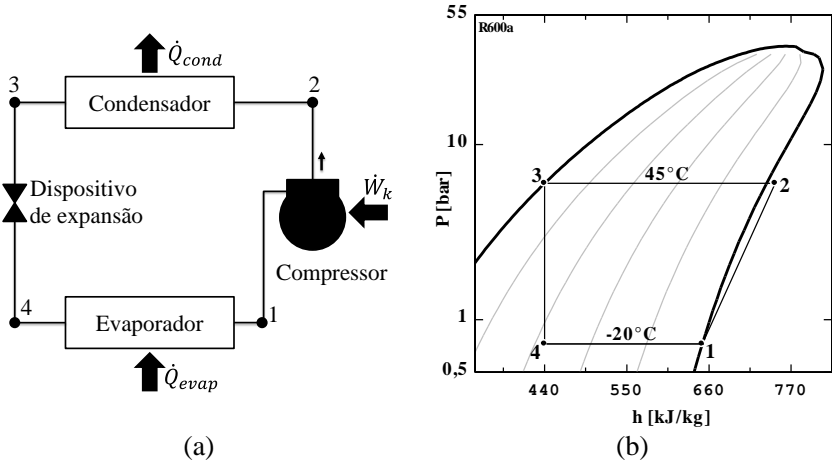 Q̇cond
3
2
Condensador
Ẇk
Dispositivo
de expansão
Compressor
4
1
Evaporador
Q̇evap
(a)
55
R600a
10
3
45°C
2
P [bar]
1
-20°C
4
1
0,5
440
550
660
770
h [kJ/kg]
(b)